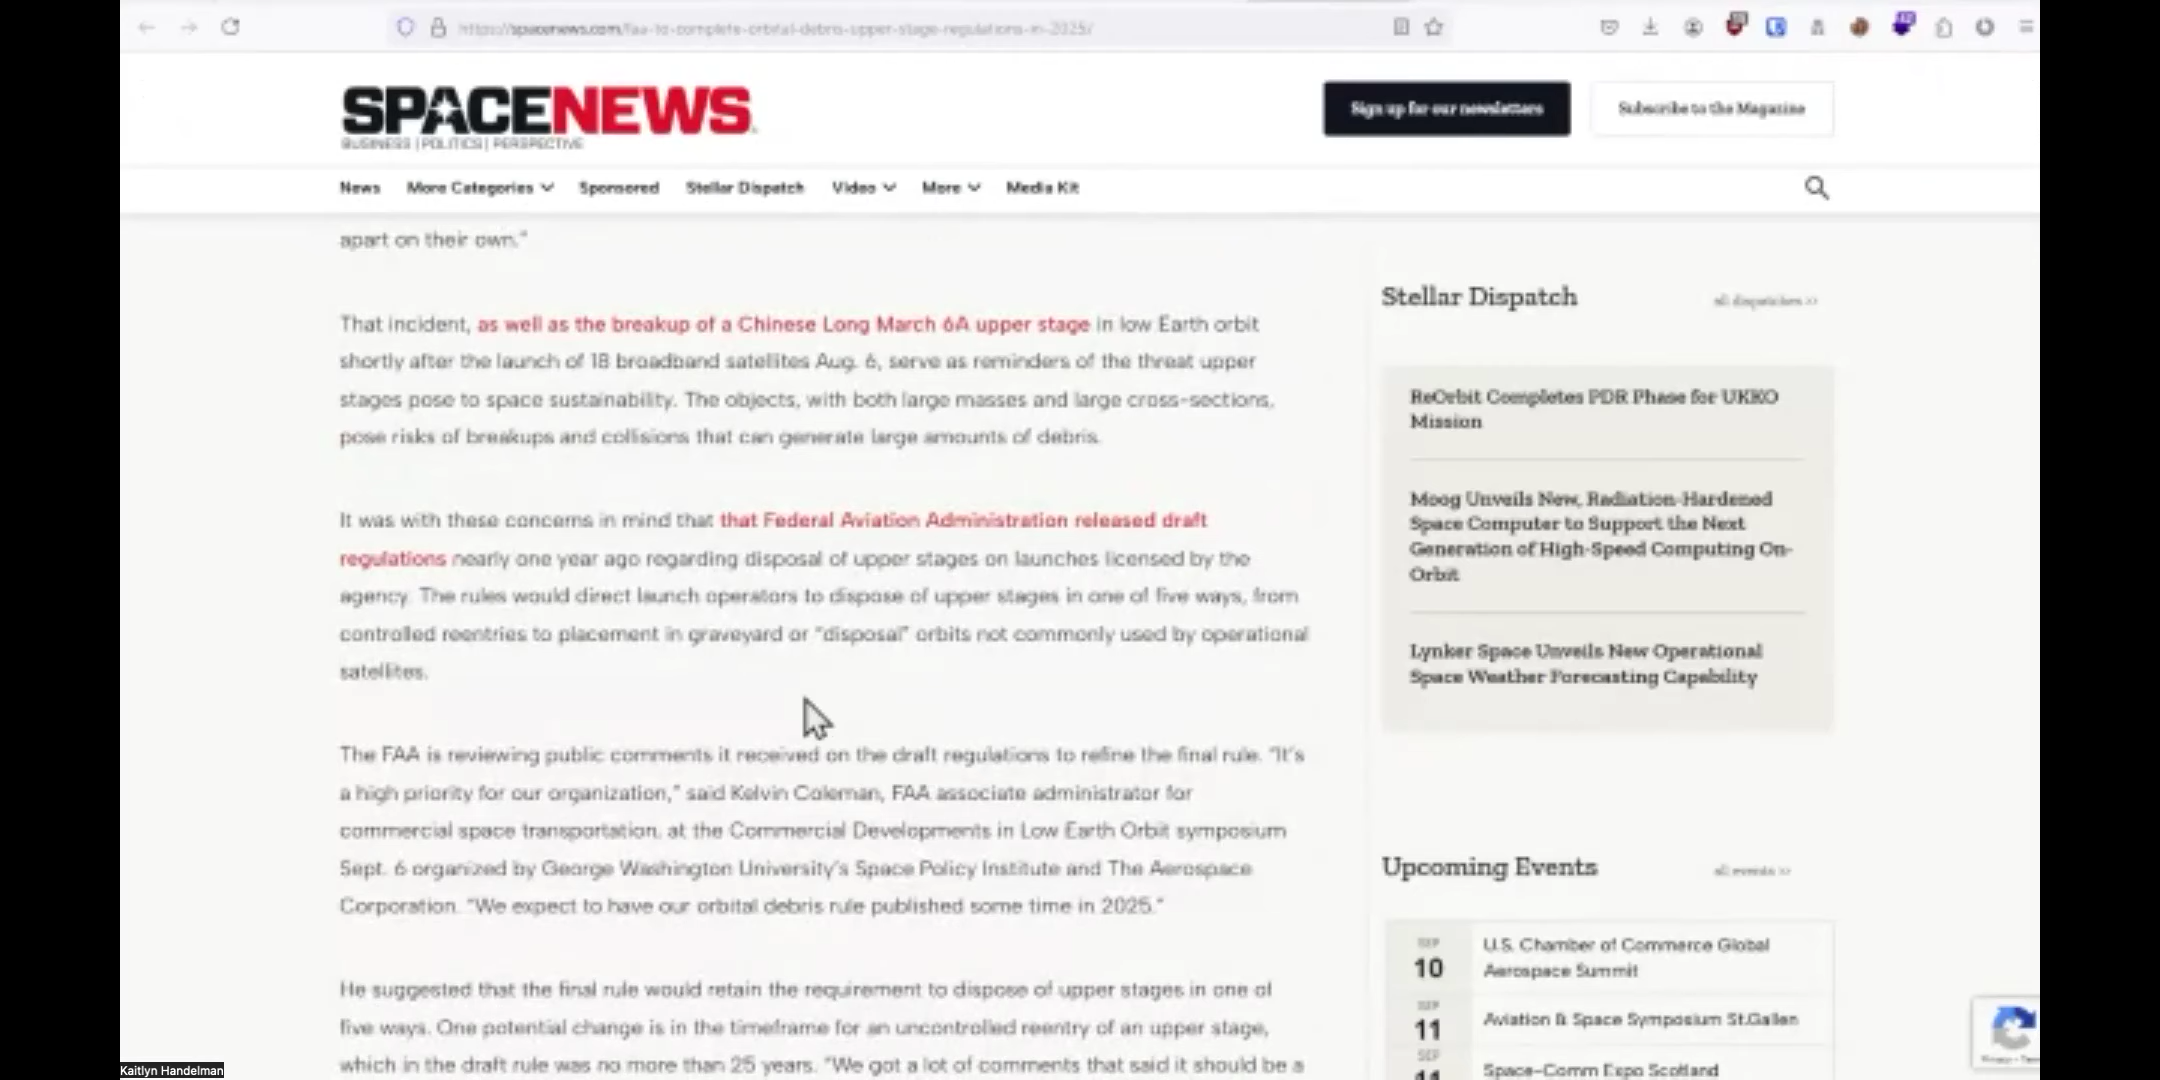 https://spacenews.com/faa-to-complete-orbital-debris-upper-stage-regulations-in-2025/
SPACENEWS
BUSINESS | POLITICS | PERSPECTIVE
Sign up for our newsletters
Subscribe to the Magazine
News
More Categories
Sponsored
Stellar Dispatch
Video
More
Media Kit
apart on their own.”
That incident, as well as the breakup of a Chinese Long March 6A upper stage in low Earth orbit
shortly after the launch of 18 broadband satellites Aug. 6, serve as reminders of the threat upper
stages pose to space sustainability. The objects, with both large masses and large cross-sections,
pose risks of breakups and collisions that can generate large amounts of debris.
It was with these concerns in mind that that Federal Aviation Administration released draft
regulations nearly one year ago regarding disposal of upper stages on launches licensed by the
agency. The rules would direct launch operators to dispose of upper stages in one of five ways, from
controlled reentries to placement in graveyard or “disposal” orbits not commonly used by operational
satellites.
The FAA is reviewing public comments it received on the draft regulations to refine the final rule. “It’s
a high priority for our organization,” said Kelvin Coleman, FAA associate administrator for
commercial space transportation, at the Commercial Developments in Low Earth Orbit symposium
Sept. 6 organized by George Washington University’s Space Policy Institute and The Aerospace
Corporation. “We expect to have our orbital debris rule published some time in 2025.”
He suggested that the final rule would retain the requirement to dispose of upper stages in one of
five ways. One potential change is in the timeframe for an uncontrolled reentry of an upper stage,
which in the draft rule was no more than 25 years. “We got a lot of comments that said it should be a
Stellar Dispatch
all dispatches >>
ReOrbit Completes PDR Phase for UKKO
Mission
Moog Unveils New, Radiation-Hardened
Space Computer to Support the Next
Generation of High-Speed Computing On-
Orbit
Lynker Space Unveils New Operational
Space Weather Forecasting Capability
Upcoming Events
all events >>
SEP
10
U.S. Chamber of Commerce Global
Aerospace Summit
SEP
11
Aviation & Space Symposium St.Gallen
SEP
11
Space-Comm Expo Scotland
Kaitlyn Handelman